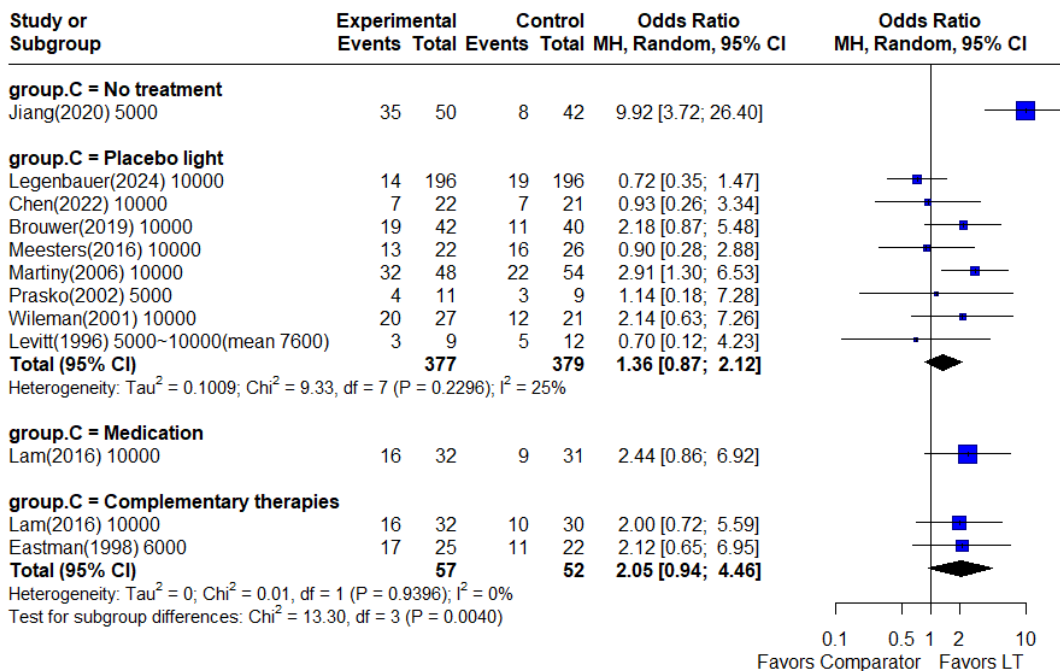 Study or Experimental Control Odds Ratio Odds Ratio
Subgroup Events Total Events Total MH, Random, 95% CI MH, Random, 95% CI
group.C = No treatment
Jiang(2020) 5000 35 50 8 42 9.92 [3.72; 26.40]
group.C = Placebo light
Legenbauer(2024) 10000 14 196 19 196 0.72 [0.35; 1.47]
Chen(2022) 10000 7 22 7 21 0.93 [0.26; 3.34]
Brouwer(2019) 10000 19 42 11 40 2.18 [0.87; 5.48]
Meesters(2016) 10000 13 22 16 26 0.90 [0.28; 2.88]
Martiny(2006) 10000 32 48 22 54 2.91 [1.30; 6.53]
Prasko(2002) 5000 4 11 3 9 1.14 [0.18; 7.28]
Wileman(2001) 10000 20 27 12 21 2.14 [0.63; 7.26]
Levitt(1996) 5000~10000(mean 7600) 3 9 5 12 0.70 [0.12; 4.23]
Total (95% CI) 377 379 1.36 [0.87; 2.12]
Heterogeneity: Tau² = 0.1009; Chi² = 9.33, df = 7 (P = 0.2296); I² = 25%
group.C = Medication
Lam(2016) 10000 16 32 9 31 2.44 [0.86; 6.92]
group.C = Complementary therapies
Lam(2016) 10000 16 32 10 30 2.00 [0.72; 5.59]
Eastman(1998) 6000 17 25 11 22 2.12 [0.65; 6.95]
Total (95% CI) 57 52 2.05 [0.94; 4.46]
Heterogeneity: Tau² = 0; Chi² = 0.01, df = 1 (P = 0.9396); I² = 0%
Test for subgroup differences: Chi² = 13.30, df = 3 (P = 0.0040)
0.1 0.5 1 2 10
Favors Comparator Favors LT